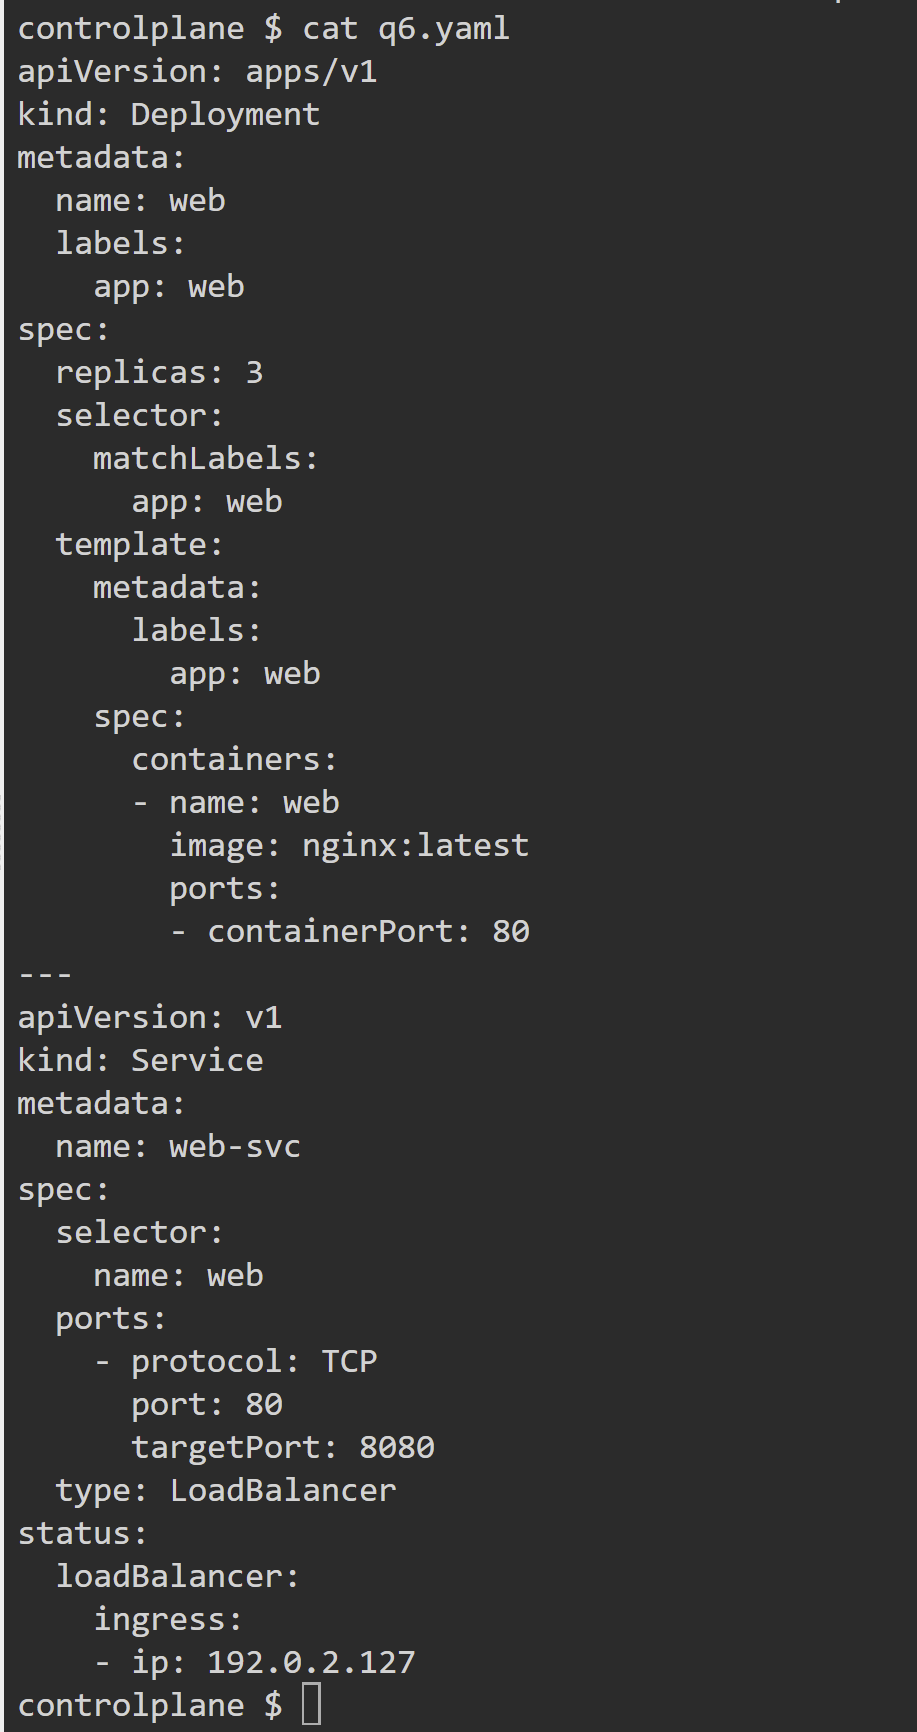 controlplane $ cat q6.yaml
apiVersion: apps/v1
kind: Deployment
metadata:
  name: web
  labels:
    app: web
spec:
  replicas: 3
  selector:
    matchLabels:
      app: web
  template:
    metadata:
      labels:
        app: web
    spec:
      containers:
      - name: web
        image: nginx:latest
        ports:
        - containerPort: 80
---
apiVersion: v1
kind: Service
metadata:
  name: web-svc
spec:
  selector:
    name: web
  ports:
    - protocol: TCP
      port: 80
      targetPort: 8080
  type: LoadBalancer
status:
  loadBalancer:
    ingress:
    - ip: 192.0.2.127
controlplane $